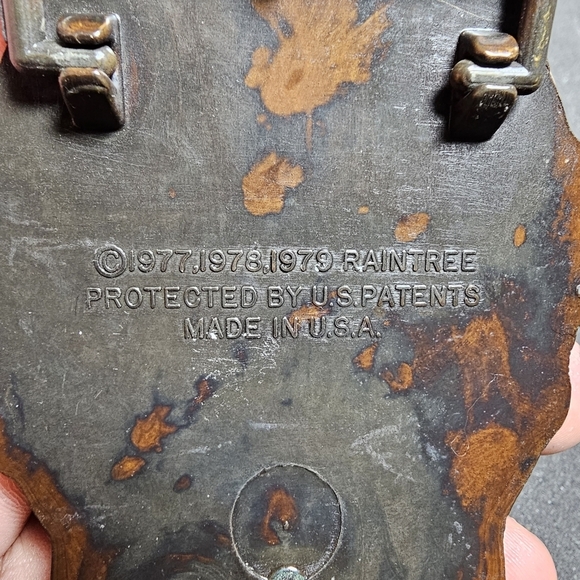 ©1977,1978,1979 RAINTREE
PROTECTED BY U.S.PATENTS
MADE IN U.S.A.